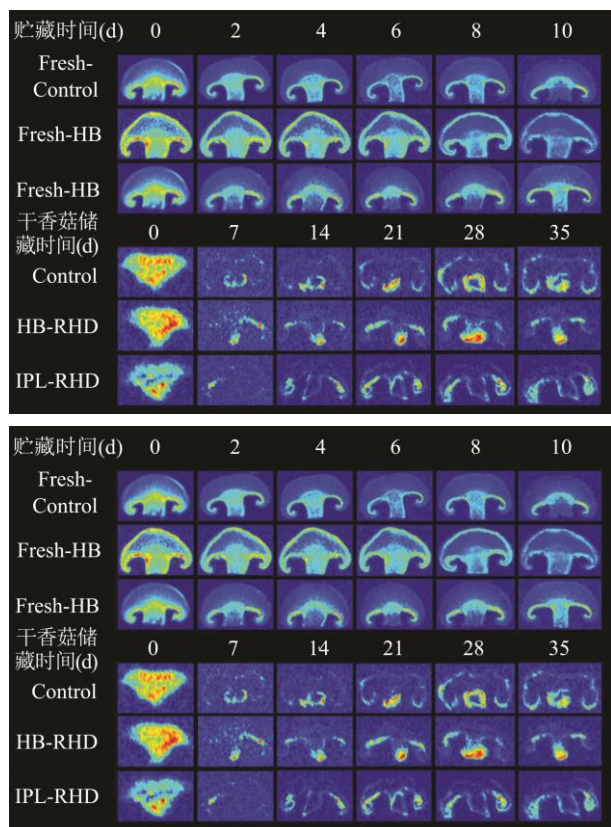 贮藏时间(d) 0 2 4 6 8 10
Fresh-
Control
Fresh-HB
Fresh-HB
干香菇储
藏时间(d) 0 7 14 21 28 35
Control
HB-RHD
IPL-RHD
贮藏时间(d) 0 2 4 6 8 10
Fresh-
Control
Fresh-HB
Fresh-HB
干香菇储
藏时间(d) 0 7 14 21 28 35
Control
HB-RHD
IPL-RHD